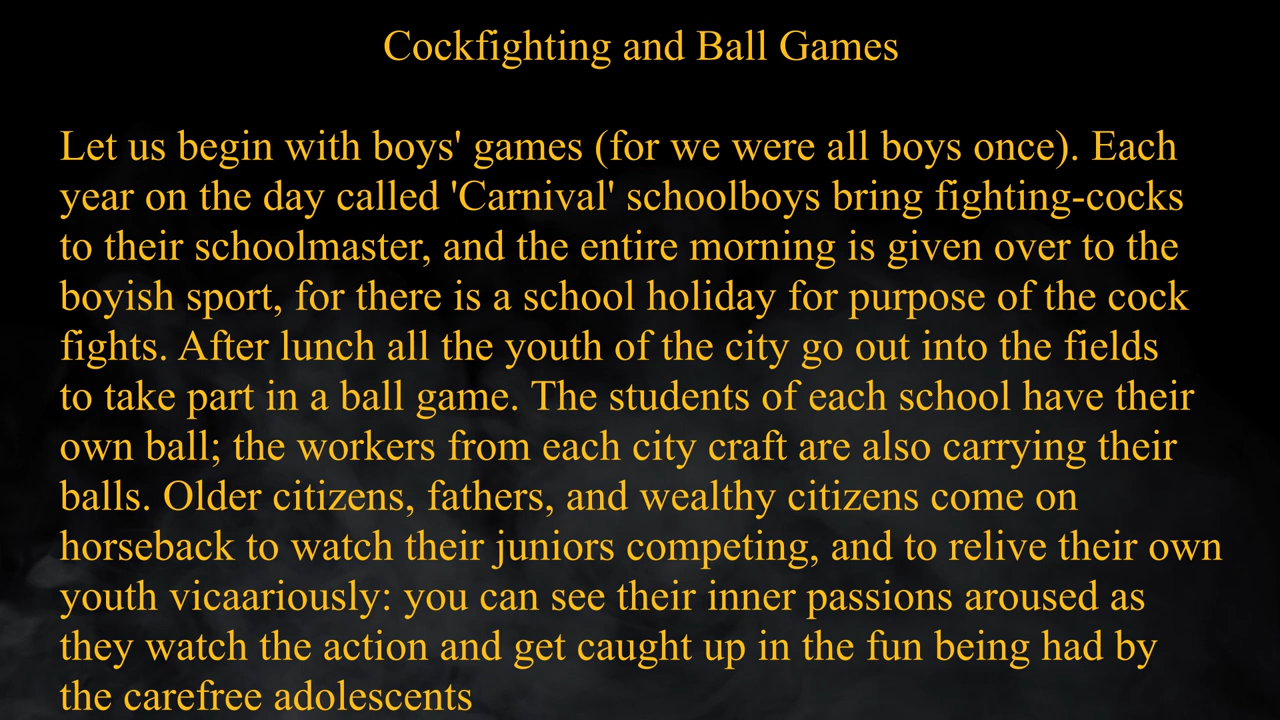 Cockfighting and Ball Games
Let us begin with boys' games (for we were all boys once). Each
year on the day called 'Carnival' schoolboys bring fighting-cocks
to their schoolmaster, and the entire morning is given over to the
boyish sport, for there is a school holiday for purpose of the cock
fights. After lunch all the youth of the city go out into the fields
to take part in a ball game. The students of each school have their
own ball; the workers from each city craft are also carrying their
balls. Older citizens, fathers, and wealthy citizens come on
horseback to watch their juniors competing, and to relive their own
youth vicaariously: you can see their inner passions aroused as
they watch the action and get caught up in the fun being had by
the carefree adolescents